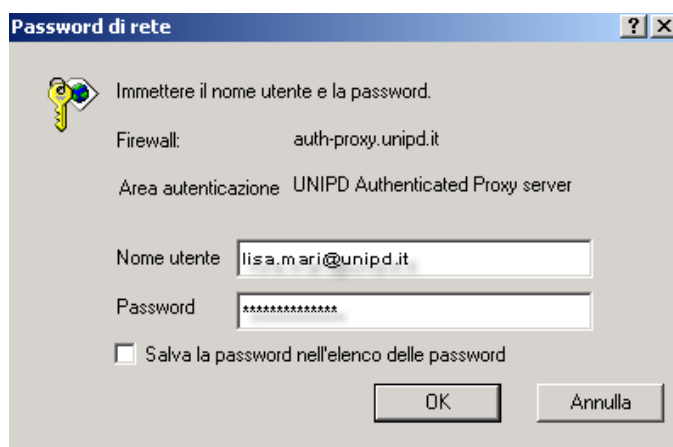 Password di rete
Immettere il nome utente e la password.
Firewall: auth-proxy.unipd.it
Area autenticazione UNIPD Authenticated Proxy server
Nome utente lisa.mari@unipd.it
Password **************
Salva la password nell'elenco delle password
OK Annulla